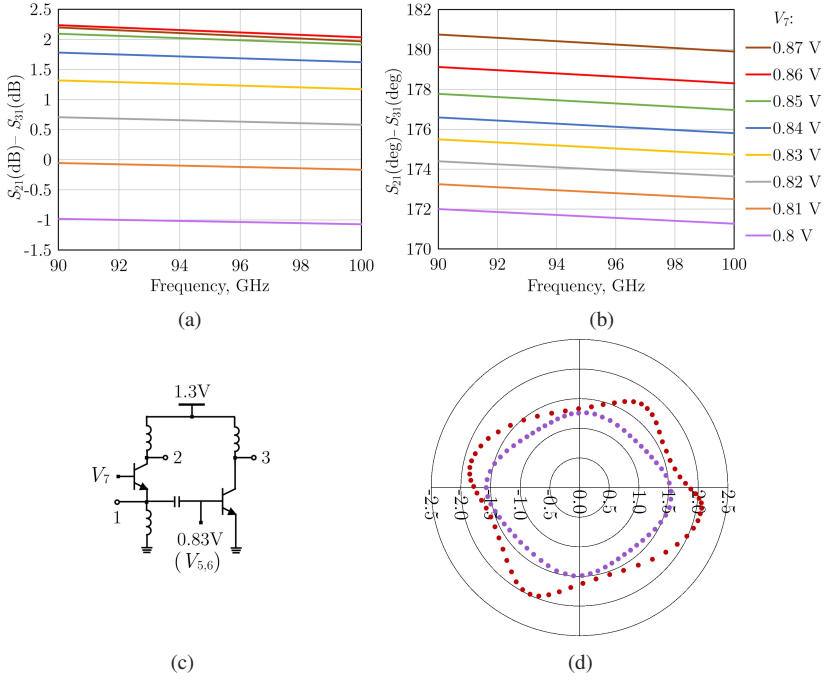 S21(dB)– S31(dB)
2.5
2
1.5
1
0.5
0
-0.5
-1
-1.5
90 92 94 96 98 100
Frequency, GHz
(a)
S21(deg)– S31(deg)
182
180
178
176
174
172
170
90 92 94 96 98 100
Frequency, GHz
(b)
V7:
0.87 V
0.86 V
0.85 V
0.84 V
0.83 V
0.82 V
0.81 V
0.8 V
1.3V
2
3
V7
1
0.83V
(V5,6)
(c)
-2.5 -2.0 -1.5 -1.0 -0.5 0.0 0.5 1.0 1.5 2.0 2.5
(d)